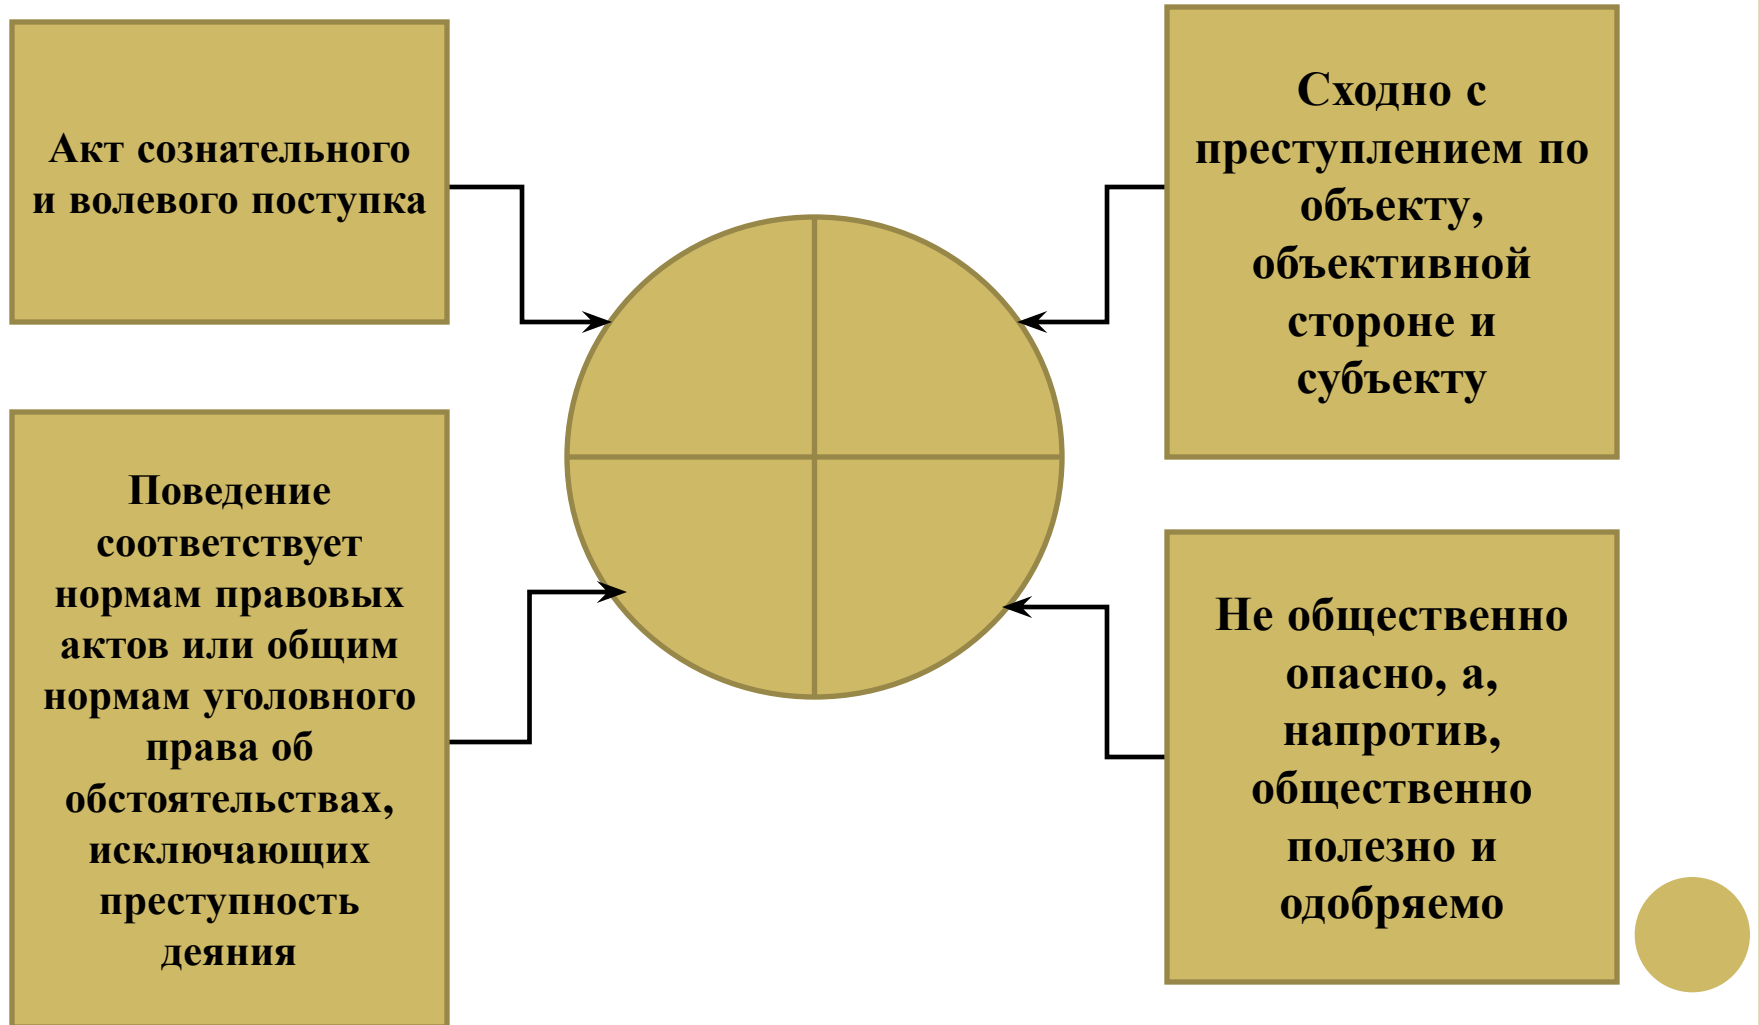 Акт сознательного
и волевого поступка
Сходно с
преступлением по
объекту,
объективной
стороне и
субъекту
Поведение
соответствует
нормам правовых
актов или общим
нормам уголовного
права об
обстоятельствах,
исключающих
преступность
деяния
Не общественно
опасно, а,
напротив,
общественно
полезно и
одобряемо